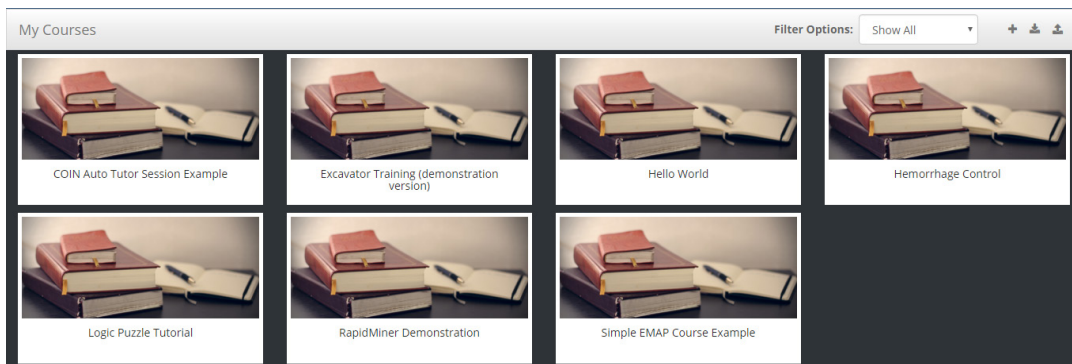 My Courses
Filter Options: Show All
COIN Auto Tutor Session Example
Excavator Training (demonstration
version)
Hello World
Hemorrhage Control
Logic Puzzle Tutorial
RapidMiner Demonstration
Simple EMAP Course Example